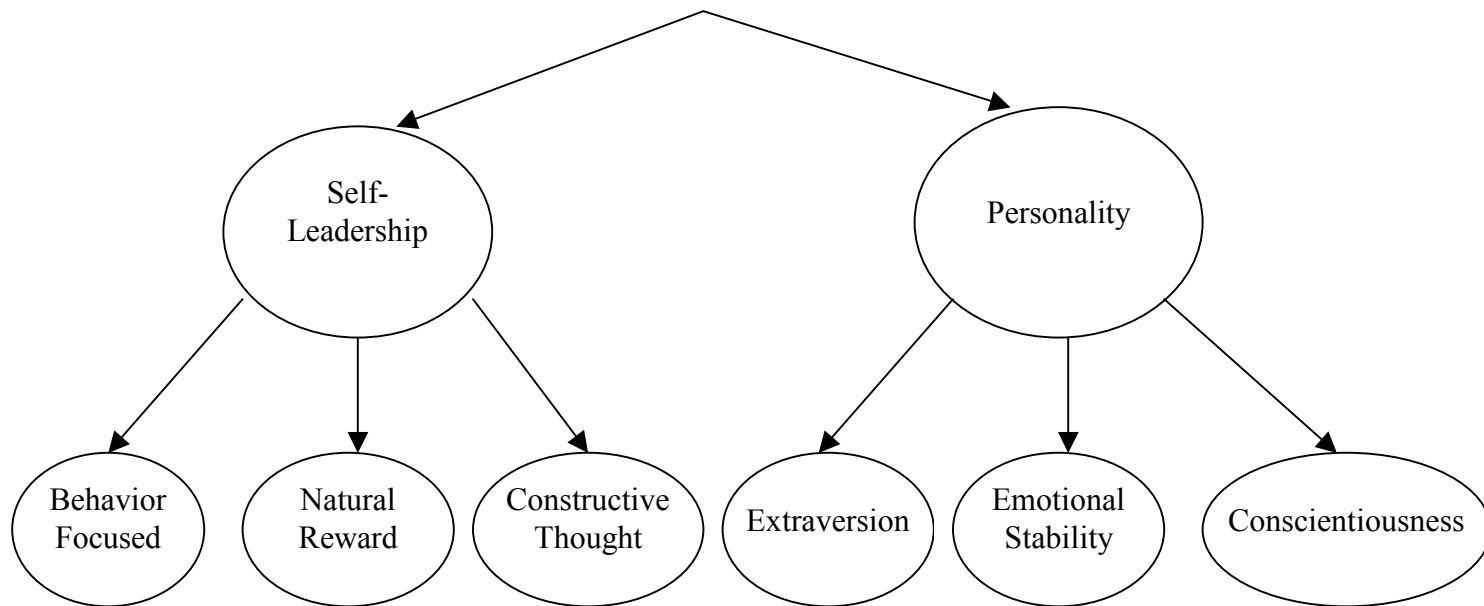 Self-
Leadership
Personality
Behavior
Focused
Natural
Reward
Constructive
Thought
Extraversion
Emotional
Stability
Conscientiousness